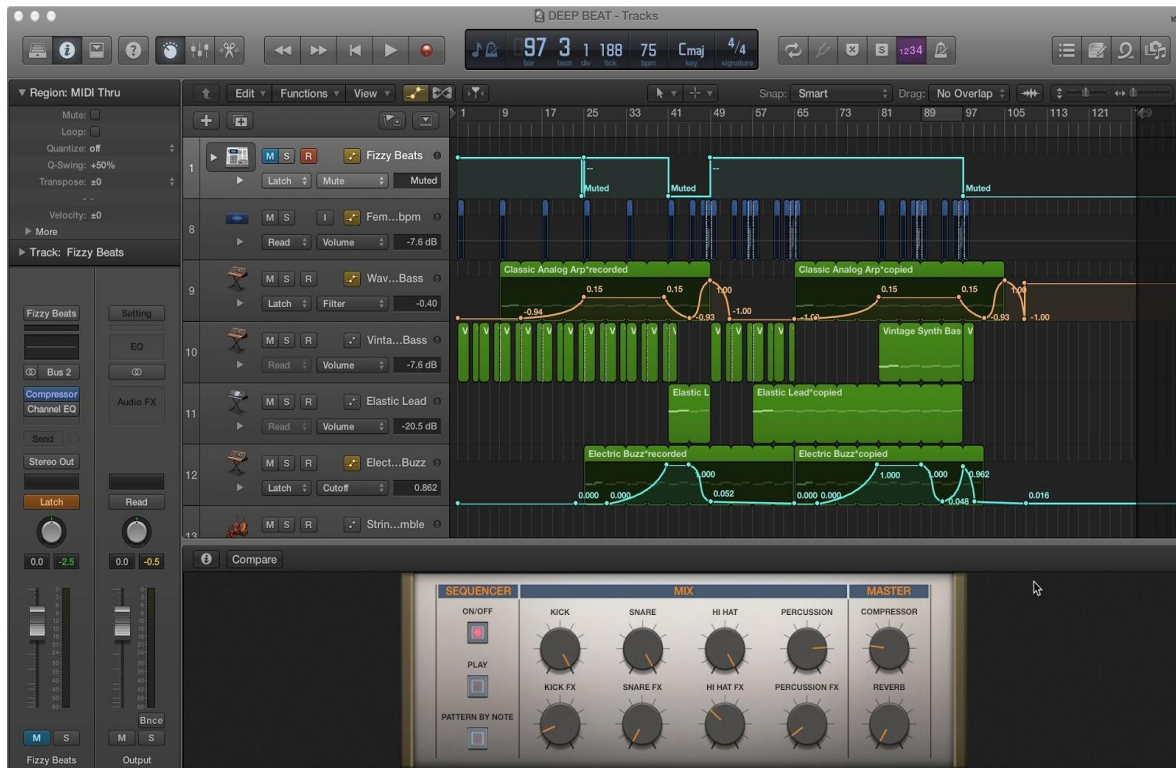 DEEP BEAT - Tracks
97 3 1 188 75 Cmaj 4/4
bar beat div tick bpm key signature
1234
Region: MIDI Thru
Edit Functions View
Snap: Smart
Drag: No Overlap
Mute:
Loop:
Quantize: off
Q-Swing: +50%
Transpose: ±0
Velocity: ±0
More
Track: Fizzy Beats
1 9 17 25 33 41 49 57 65 73 81 89 97 105 113 121
1 M S R Fizzy Beats
Latch Mute Muted
Muted Muted Muted
8 M S I Fem...bpm
Read Volume -7.6 dB
9 M S R Wav...Bass
Latch Filter -0.40
Classic Analog Arp*recorded Classic Analog Arp*copied
-0.94 0.15 0.15 -0.93 1.00 -1.00 0.15 0.15 -0.93 -1.00
10 M S R Vinta...Bass
Read Volume -7.6 dB
V V V V V V V V V V V V V V V V V Vintage Synth Bas V
11 M S R Elastic Lead
Read Volume -20.5 dB
Elastic L Elastic Lead*copied
12 M S R Elect...Buzz
Latch Cutoff 0.862
Electric Buzz*recorded Electric Buzz*copied
0.000 0.000 1.000 0.052 0.000 0.000 1.000 1.000 0.048 0.962 0.016
13 M S R Strin...mble
Fizzy Beats Setting
EQ
Bus 2
Compressor
Channel EQ
Audio FX
Send
Stereo Out
Latch Read
0.0 -2.5 0.0 -0.5
Bnce
M S M S
Fizzy Beats Output
Compare
SEQUENCER MIX MASTER
ON/OFF KICK SNARE HI HAT PERCUSSION COMPRESSOR
PLAY
KICK FX SNARE FX HI HAT FX PERCUSSION FX REVERB
PATTERN BY NOTE